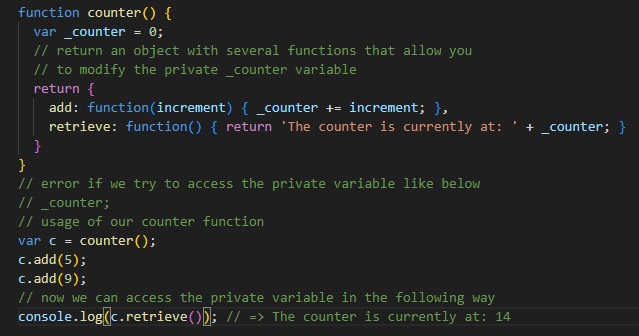 function counter() {
  var _counter = 0;
  // return an object with several functions that allow you
  // to modify the private _counter variable
  return {
    add: function(increment) { _counter += increment; },
    retrieve: function() { return 'The counter is currently at: ' + _counter; }
  }
}
// error if we try to access the private variable like below
// _counter;
// usage of our counter function
var c = counter();
c.add(5);
c.add(9);
// now we can access the private variable in the following way
console.log(c.retrieve()); // => The counter is currently at: 14